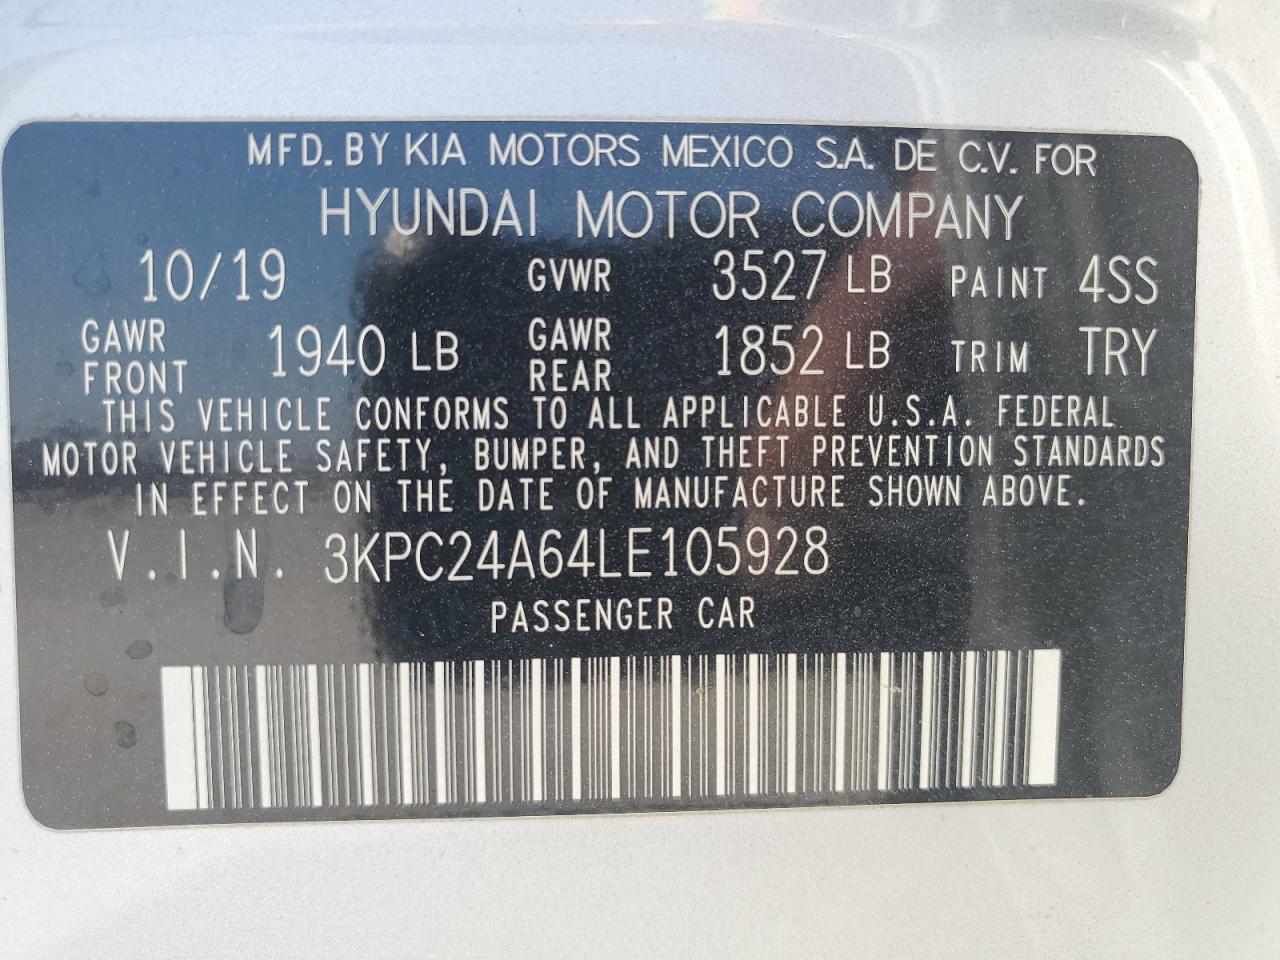 MFD. BY KIA MOTORS MEXICO S.A. DE C.V. FOR
HYUNDAI MOTOR COMPANY
10/19 GVWR 3527 LB PAINT 4SS
GAWR FRONT 1940 LB GAWR REAR 1852 LB TRIM TRY
THIS VEHICLE CONFORMS TO ALL APPLICABLE U.S.A. FEDERAL
MOTOR VEHICLE SAFETY, BUMPER, AND THEFT PREVENTION STANDARDS
IN EFFECT ON THE DATE OF MANUFACTURE SHOWN ABOVE.
V.I.N. 3KPC24A64LE105928
PASSENGER CAR